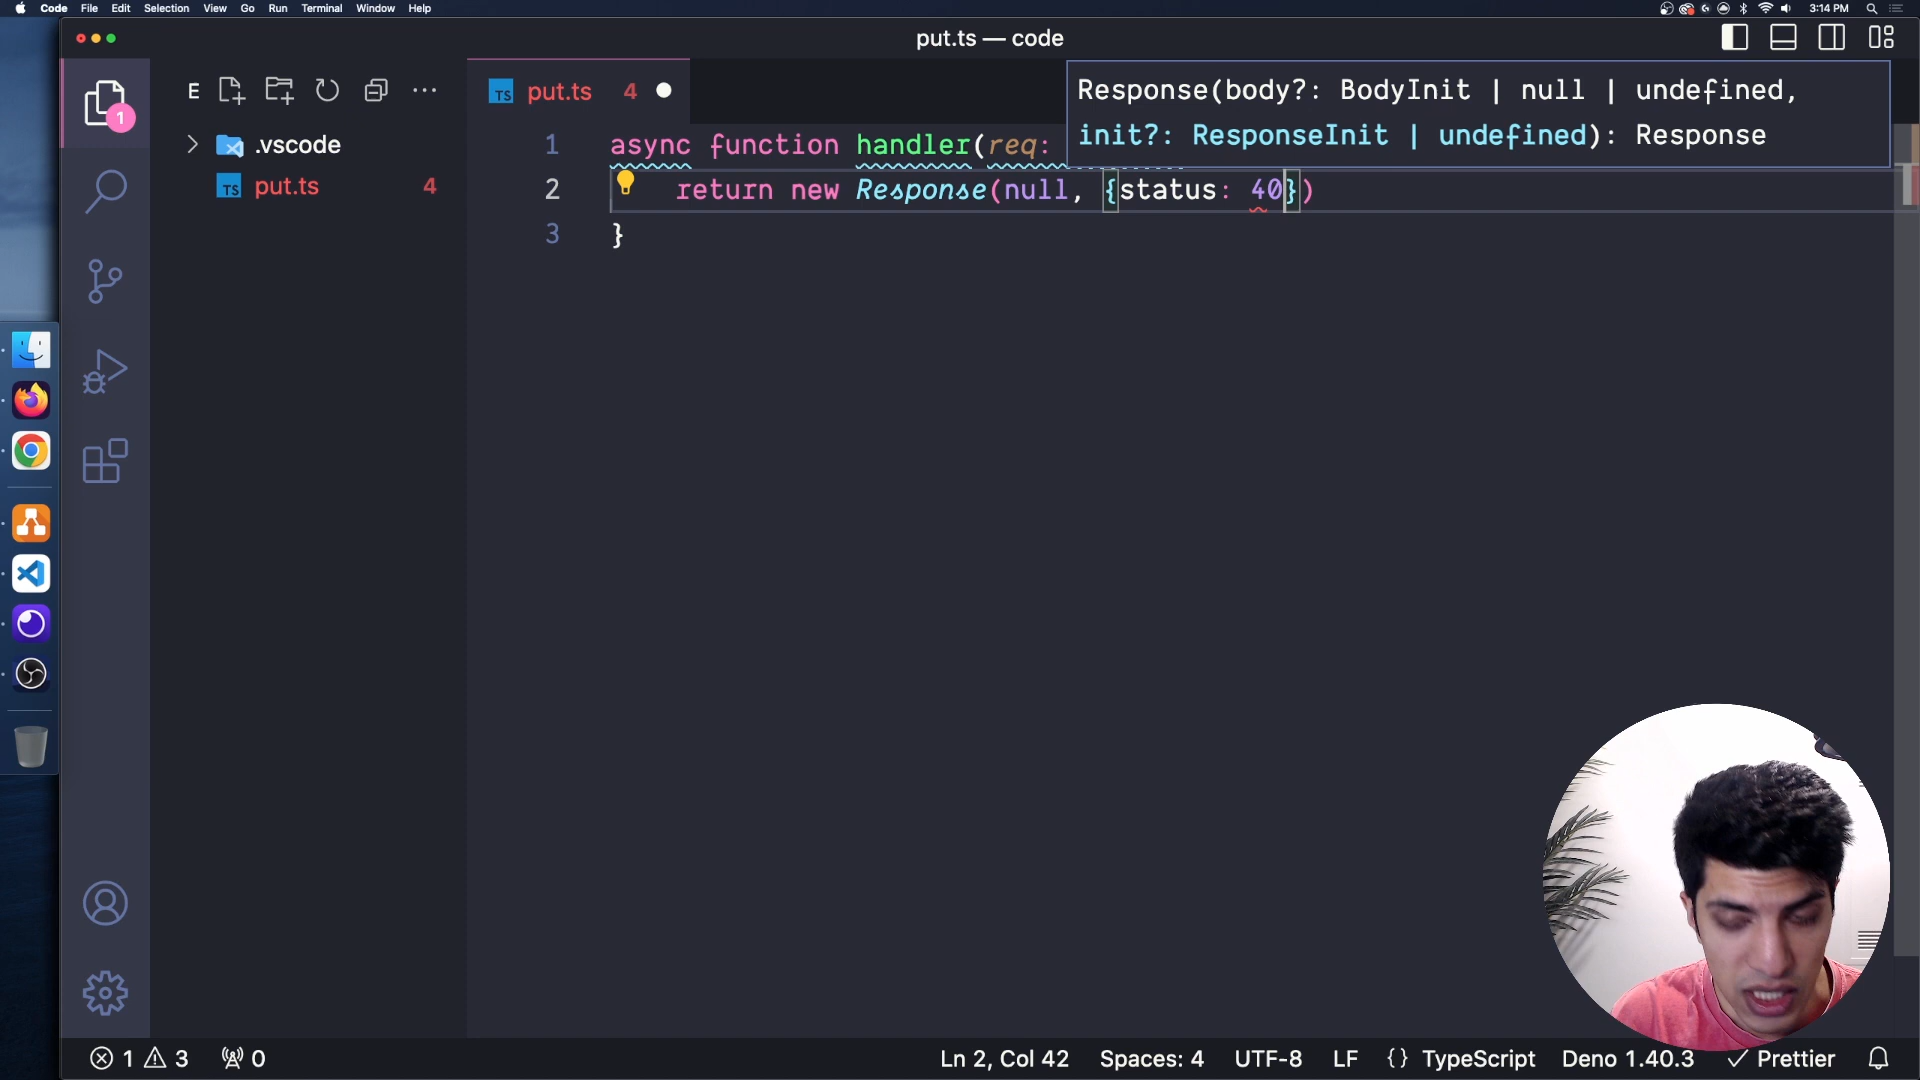 Code File Edit Selection View Go Run Terminal Window Help 3:14 PM
put.ts — code
E
put.ts 4
Response(body?: BodyInit | null | undefined,
init?: ResponseInit | undefined): Response
.vscode
TS put.ts 4
1 async function handler(req:
2 return new Response(null, {status: 40})
3 }
1 3 0
Ln 2, Col 42 Spaces: 4 UTF-8 LF {} TypeScript Deno 1.40.3 Prettier